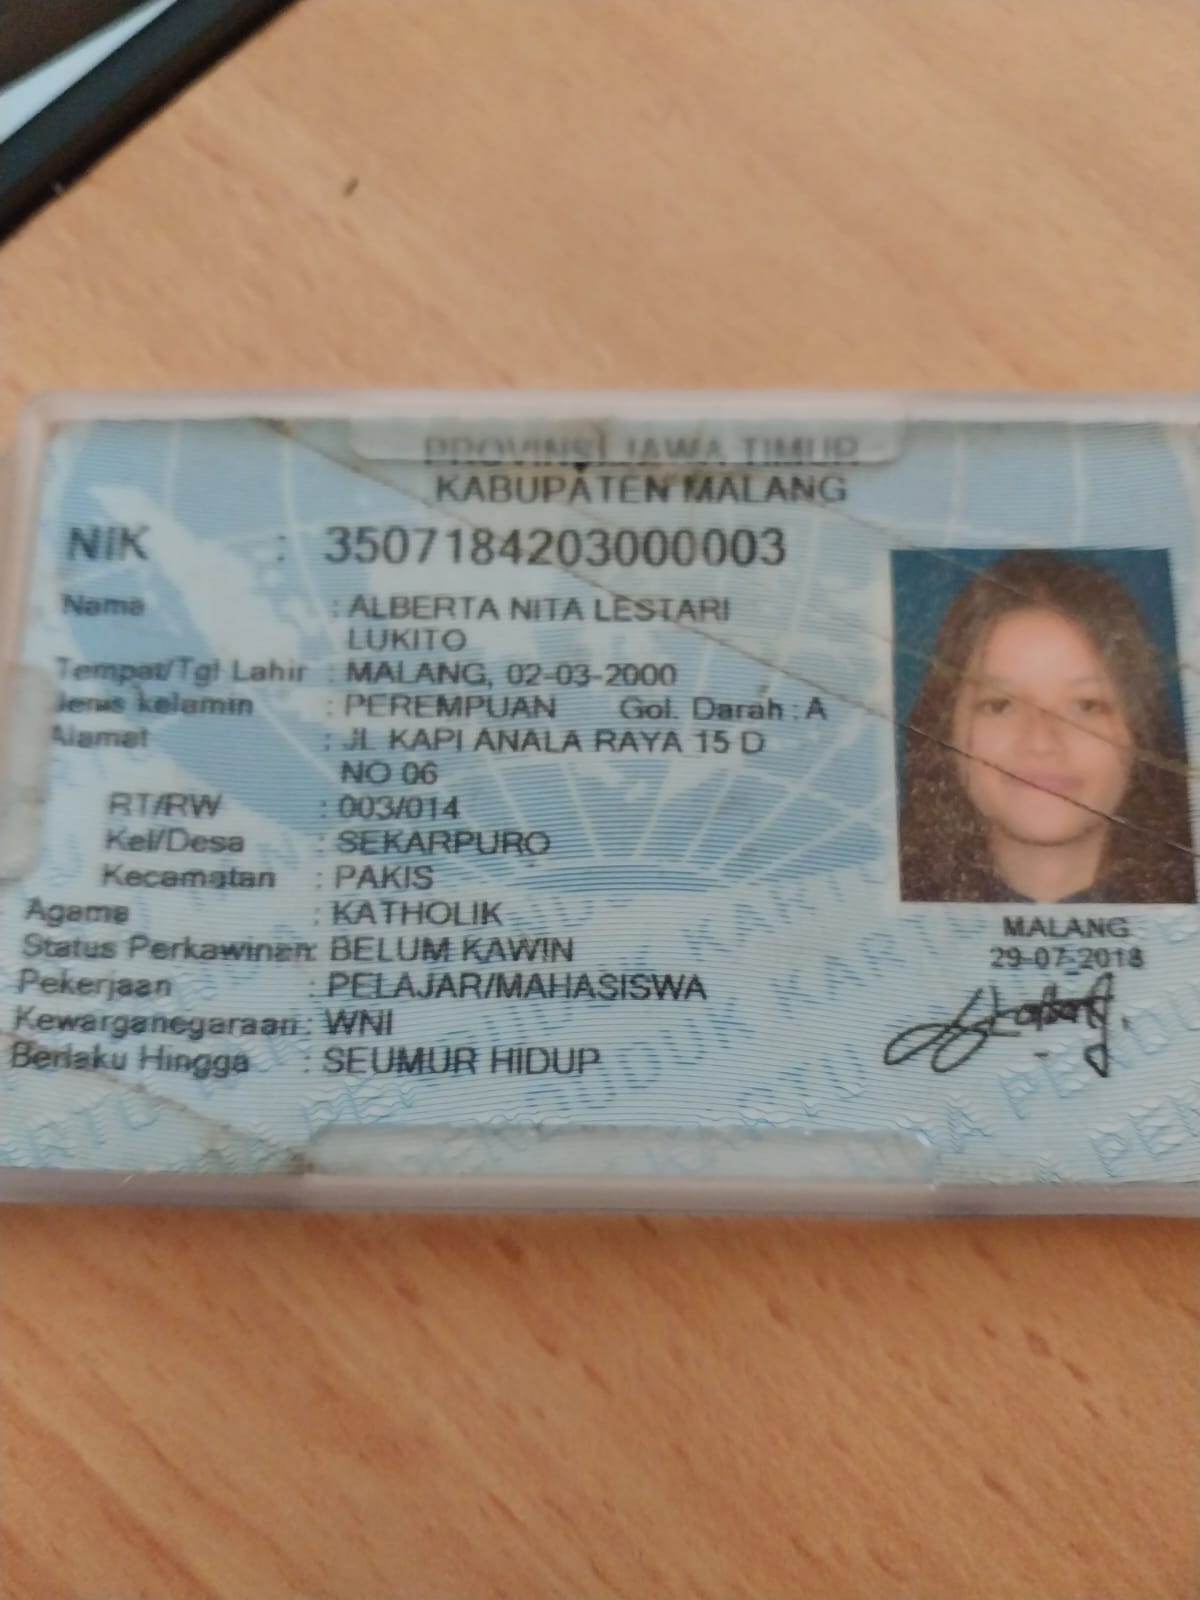 PROVINSI JAWA TIMUR
KABUPATEN MALANG
NIK : 3507184203000003
Nama : ALBERTA NITA LESTARI
LUKITO
Tempat/Tgl Lahir : MALANG, 02-03-2000
Jenis kelamin : PEREMPUAN Gol. Darah : A
Alamat : JL KAPI ANALA RAYA 15 D
NO 06
RT/RW : 003/014
Kel/Desa : SEKARPURO
Kecamatan : PAKIS
Agama : KATHOLIK
Status Perkawinan: BELUM KAWIN
Pekerjaan : PELAJAR/MAHASISWA
Kewarganegaraan : WNI
Berlaku Hingga : SEUMUR HIDUP
MALANG
29-07-2018